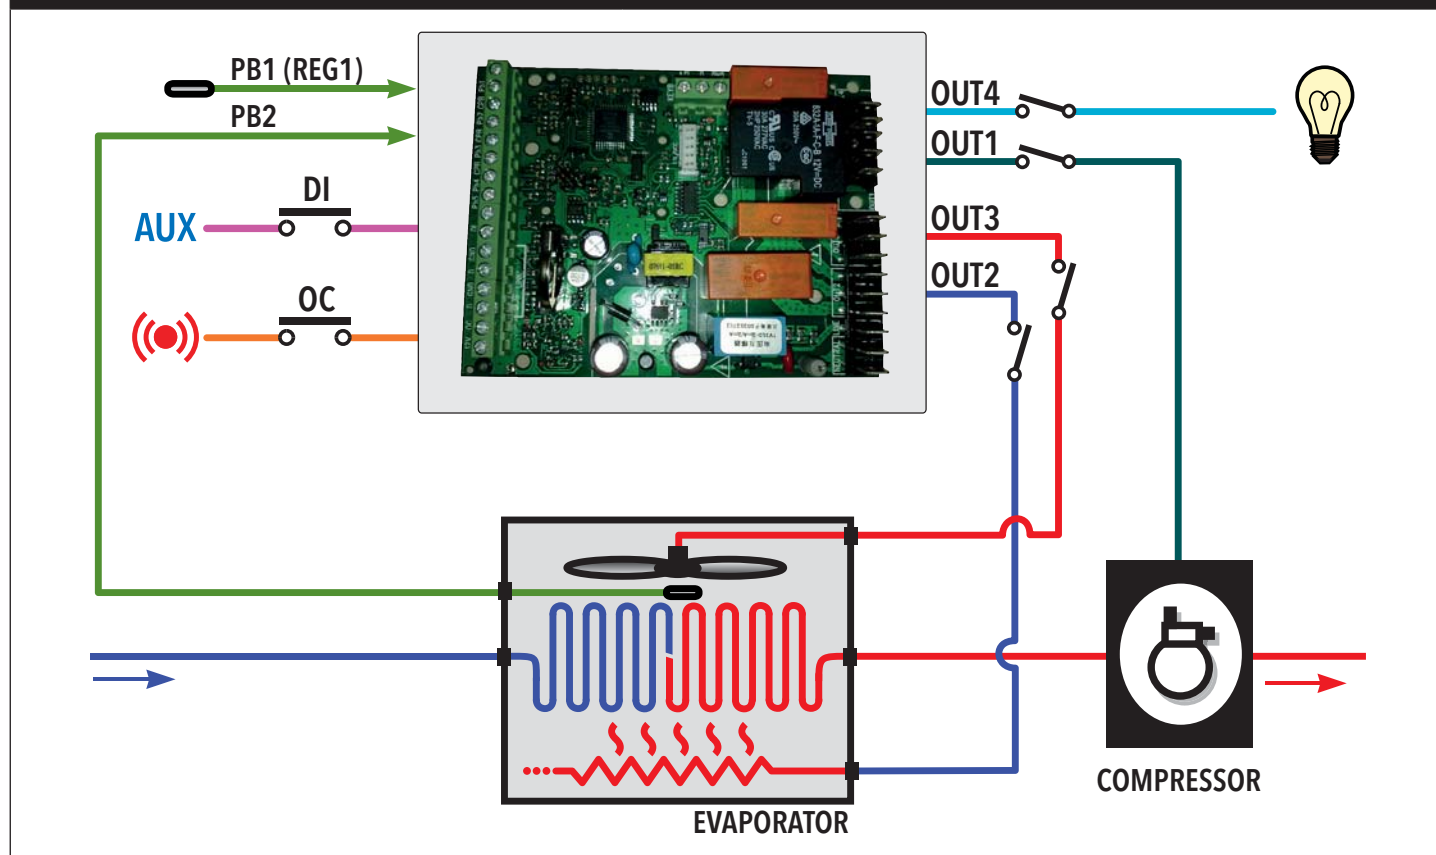 PB1 (REG1)
PB2
DI
AUX
OC
OUT4
OUT1
OUT3
OUT2
COMPRESSOR
EVAPORATOR